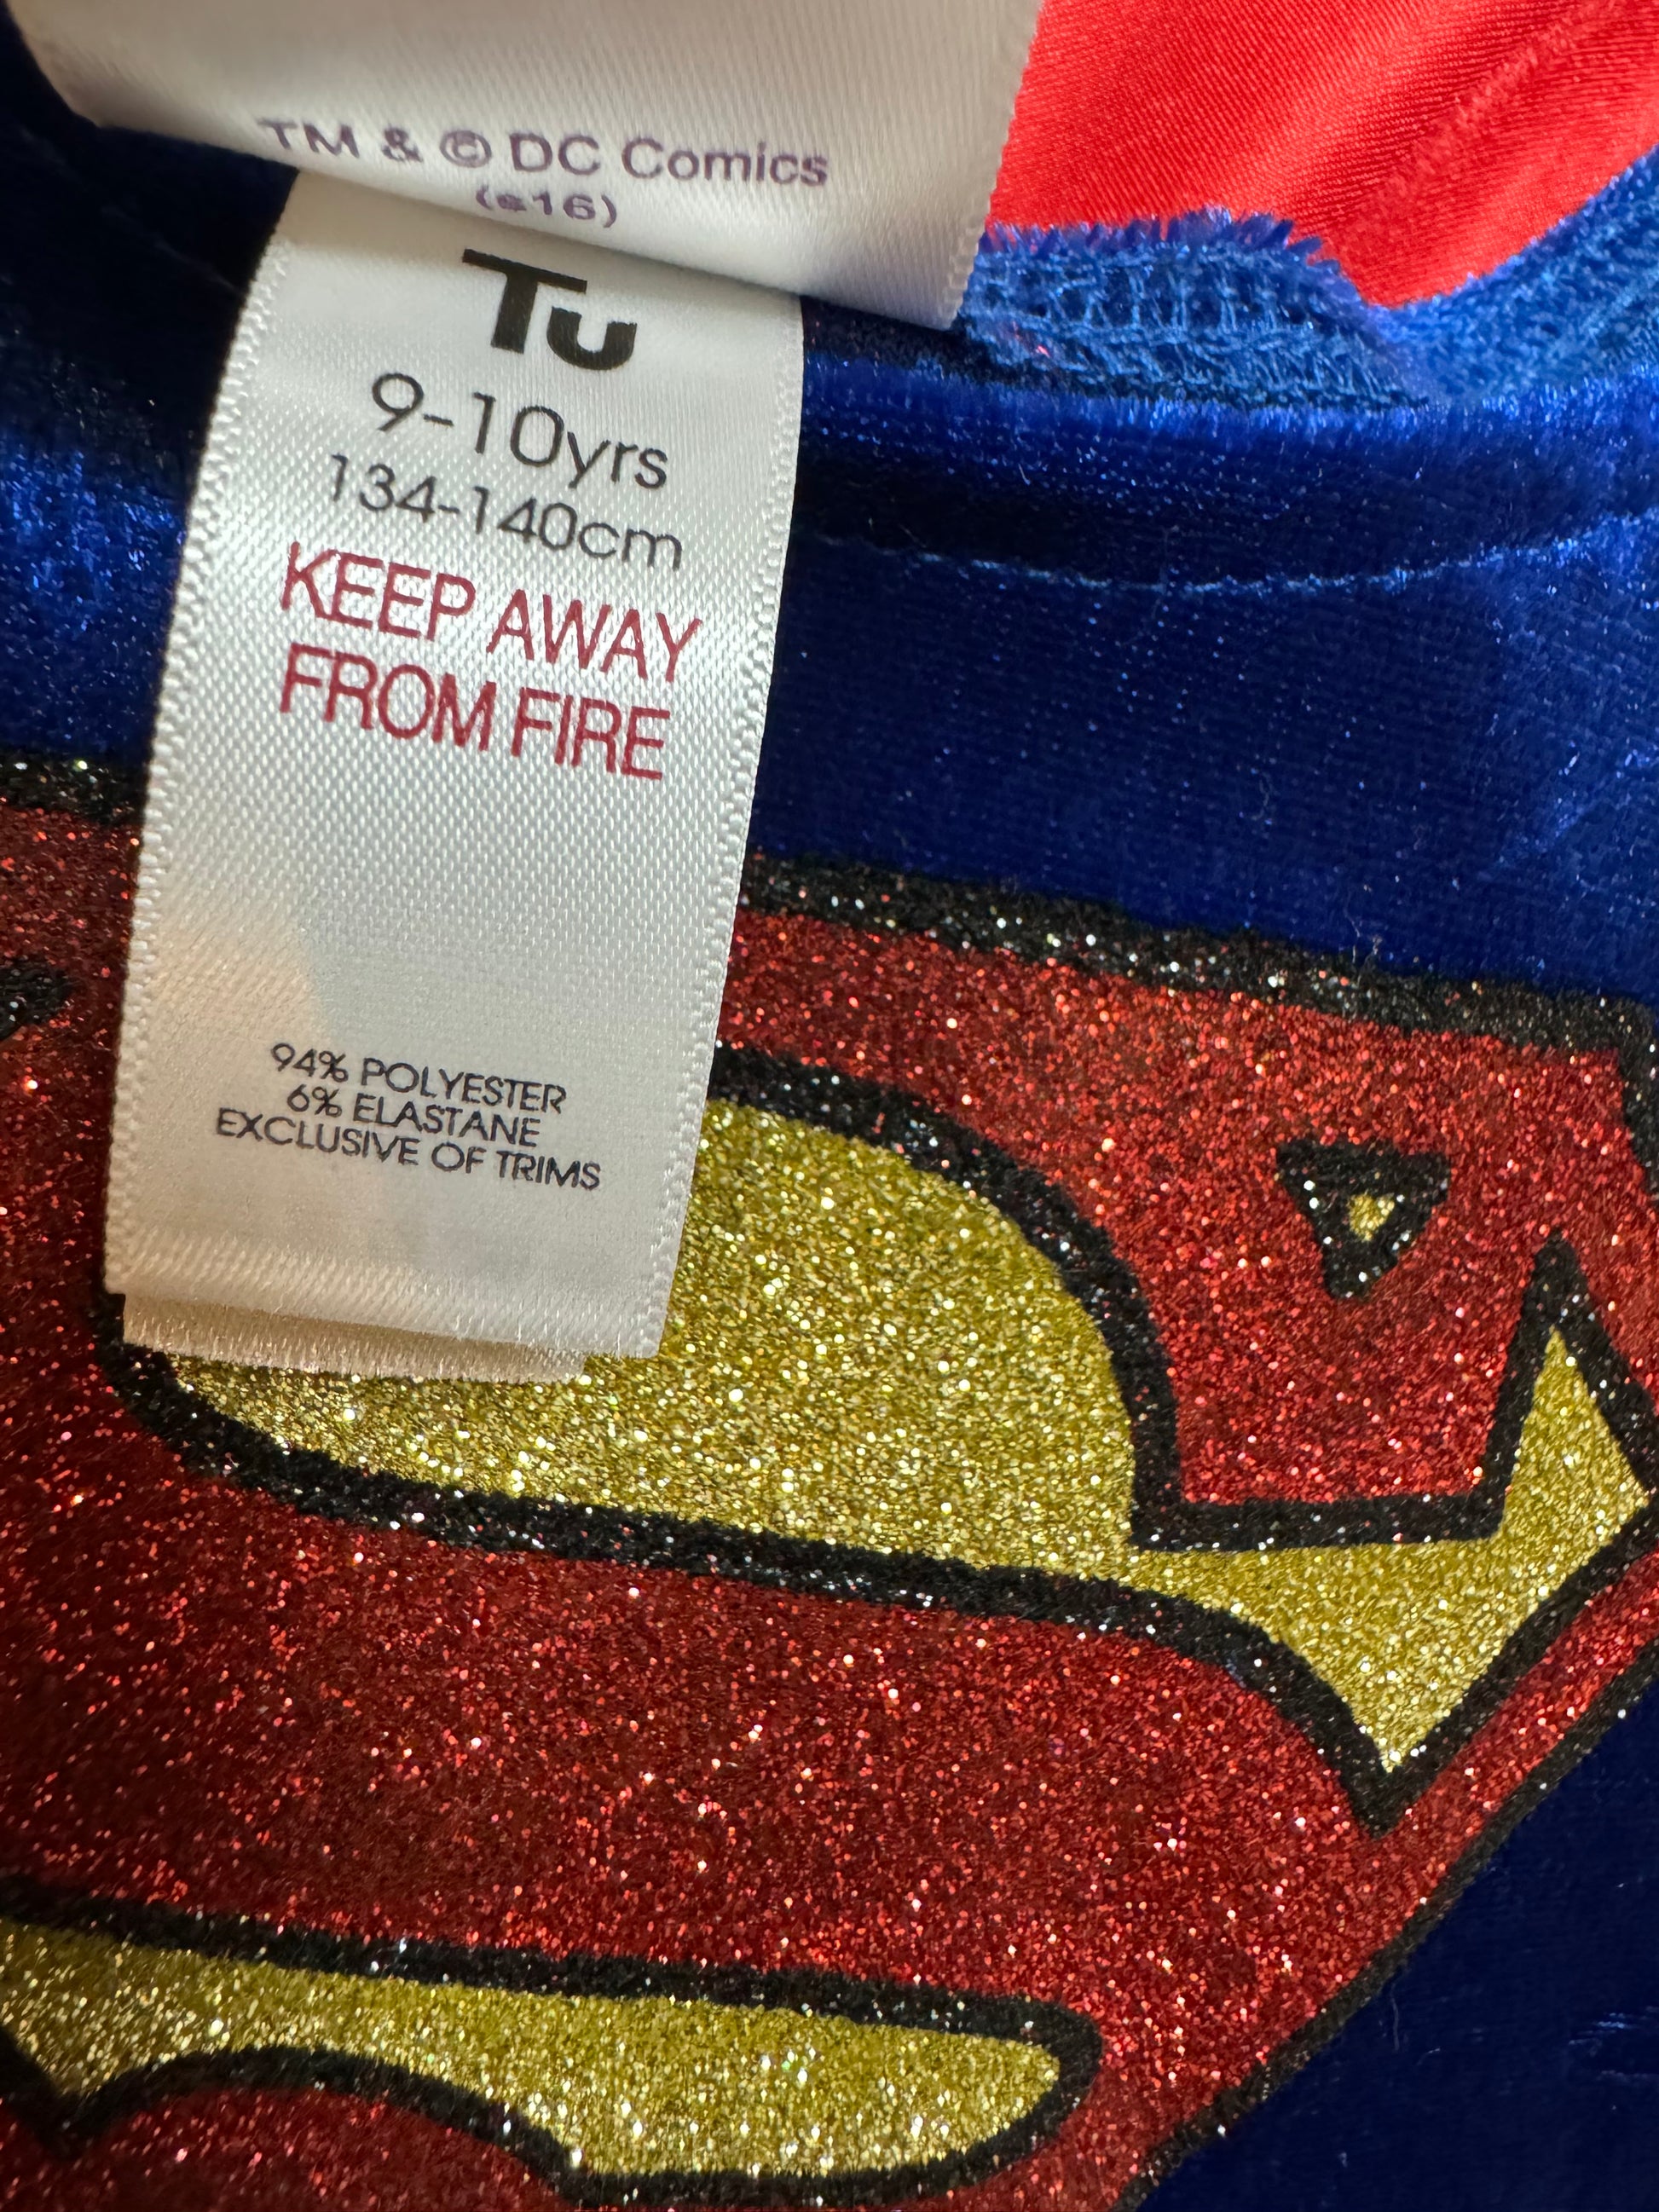 TM & © DC Comics
(s16)
Tu
9-10yrs
134-140cm
KEEP AWAY
FROM FIRE
94% POLYESTER
6% ELASTANE
EXCLUSIVE OF TRIMS